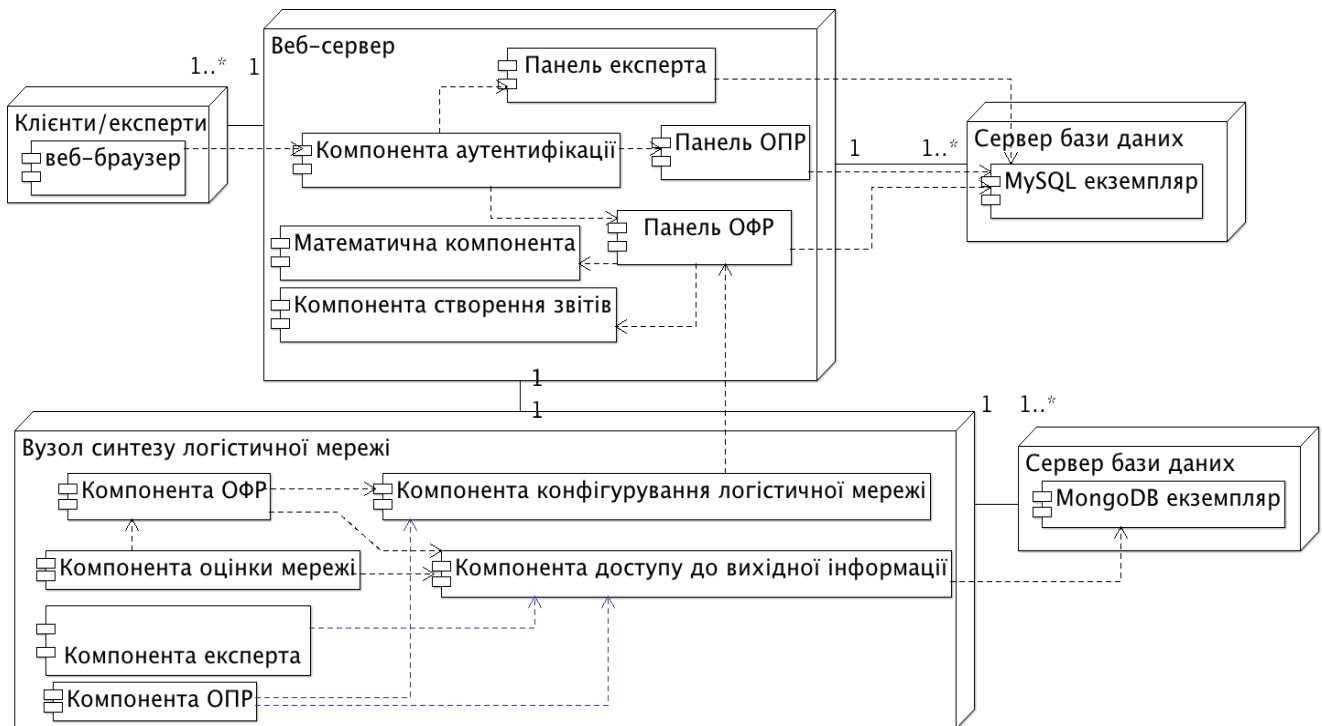 Веб-сервер
1..* 1
Панель експерта
Клієнти/експерти
веб-браузер
Компонента аутентифікації
Панель ОПР
1 1..*
Сервер бази даних
MySQL екземпляр
Панель ОФР
Математична компонента
Компонента створення звітів
1
1
1 1..*
Вузол синтезу логістичної мережі
Компонента ОФР
Компонента конфігурування логістичної мережі
Сервер бази даних
MongoDB екземпляр
Компонента оцінки мережі
Компонента доступу до вихідної інформації
Компонента експерта
Компонента ОПР